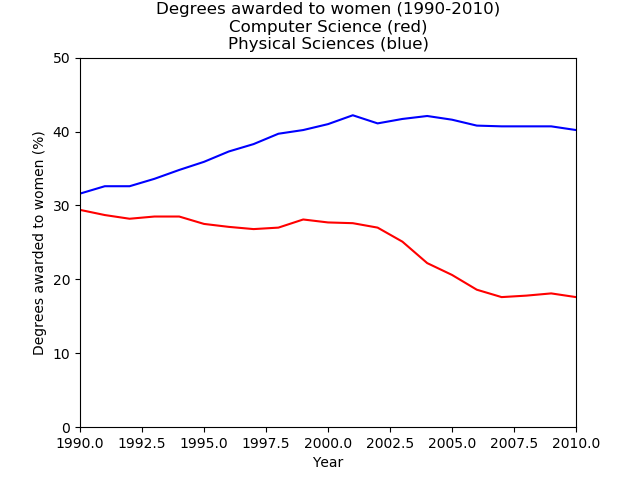 Degrees awarded to women (1990-2010)
Computer Science (red)
Physical Sciences (blue)
Degrees awarded to women (%)
50
40
30
20
10
0
1990.0 1992.5 1995.0 1997.5 2000.0 2002.5 2005.0 2007.5 2010.0
Year